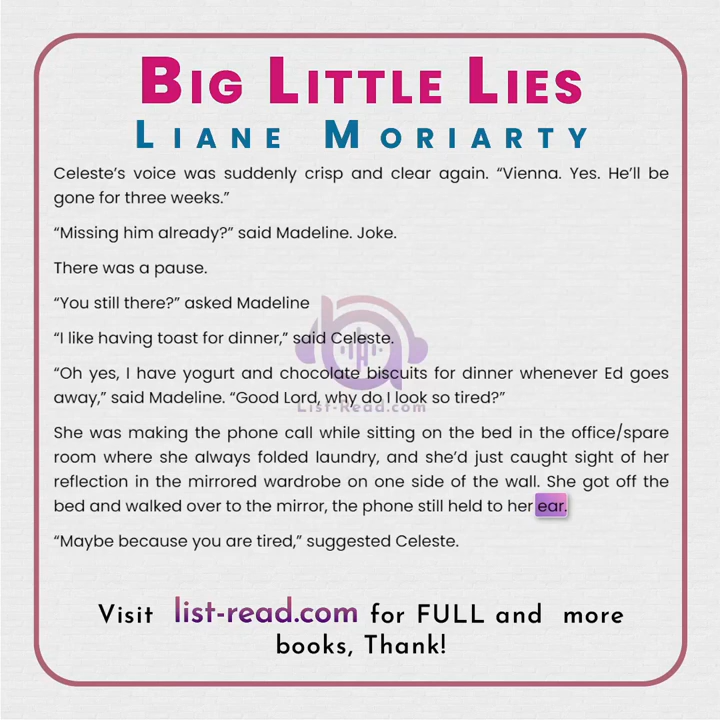 BIG LITTLE LIES
LIANE MORIARTY
Celeste's voice was suddenly crisp and clear again. “Vienna. Yes. He'll be
gone for three weeks.”
“Missing him already?” said Madeline. Joke.
There was a pause.
“You still there?” asked Madeline
“I like having toast for dinner,” said Celeste.
“Oh yes, I have yogurt and chocolate biscuits for dinner whenever Ed goes
away,” said Madeline. “Good Lord, why do I look so tired?”
List-Read.com
She was making the phone call while sitting on the bed in the office/spare
room where she always folded laundry, and she'd just caught sight of her
reflection in the mirrored wardrobe on one side of the wall. She got off the
bed and walked over to the mirror, the phone still held to her ear.
“Maybe because you are tired,” suggested Celeste.
Visit list-read.com for FULL and more
books, Thank!